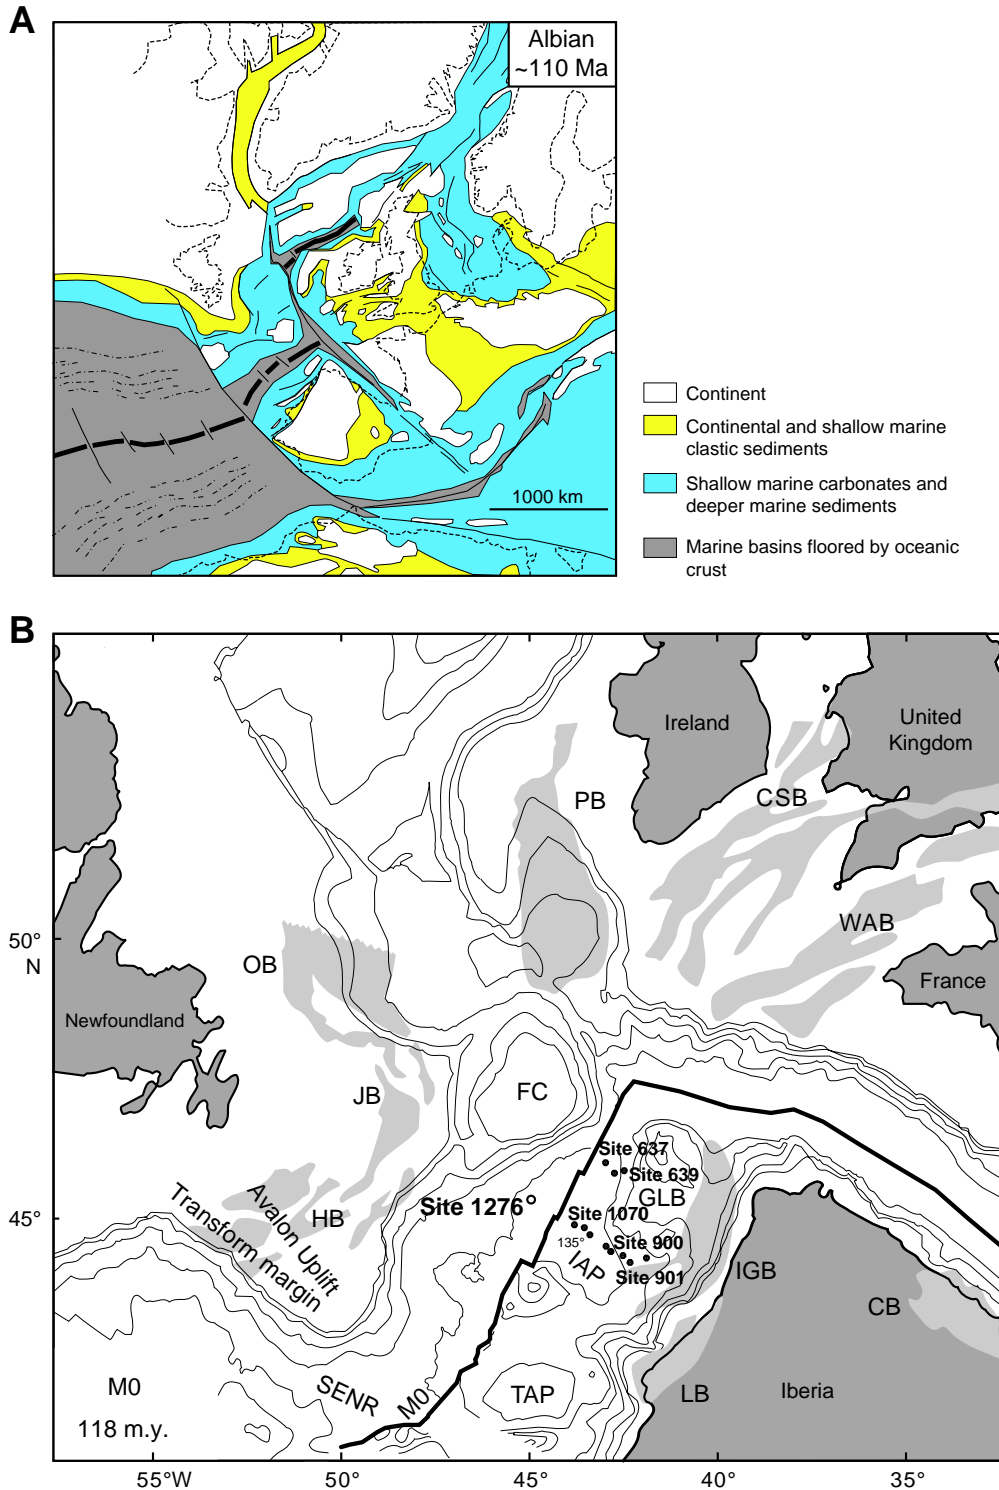 A
Albian
~110 Ma
1000 km
Continent
Continental and shallow marine
clastic sediments
Shallow marine carbonates and
deeper marine sediments
Marine basins floored by oceanic
crust
B
Ireland
United
Kingdom
PB
CSB
WAB
50°
N
OB
France
Newfoundland
JB
FC
Site 637
Site 639
GLB
Site 1276
45°
Avalon Uplift
Transform margin
HB
Site 1070
135°
Site 900
IAP
Site 901
IGB
CB
M0
SENR
M0
TAP
LB
Iberia
118 m.y.
55°W
50°
45°
40°
35°